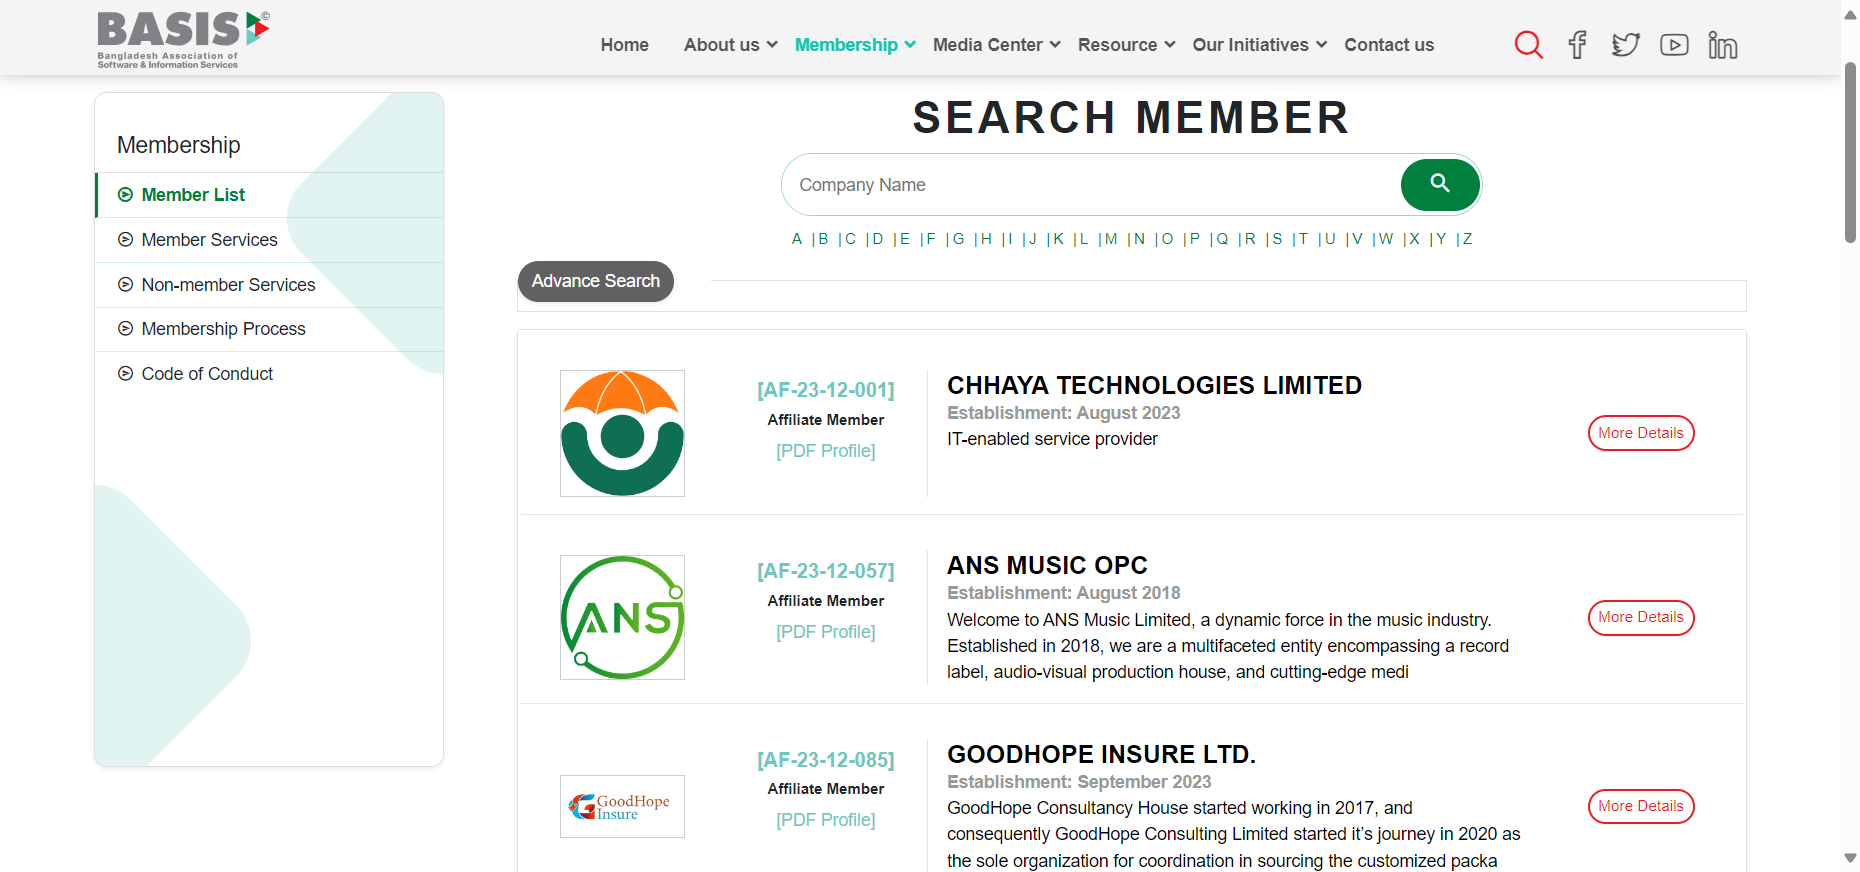 BASIS
©
Bangladesh Association of
Software & Information Services
Home About us Membership Media Center Resource Our Initiatives Contact us
Membership
Member List
Member Services
Non-member Services
Membership Process
Code of Conduct
SEARCH MEMBER
Company Name
A |B |C |D |E |F |G |H |I |J |K |L |M |N |O |P |Q |R |S |T |U |V |W |X |Y |Z
Advance Search
[AF-23-12-001]
Affiliate Member
[PDF Profile]
CHHAYA TECHNOLOGIES LIMITED
Establishment: August 2023
IT-enabled service provider
More Details
ANS
[AF-23-12-057]
Affiliate Member
[PDF Profile]
ANS MUSIC OPC
Establishment: August 2018
Welcome to ANS Music Limited, a dynamic force in the music industry.
Established in 2018, we are a multifaceted entity encompassing a record
label, audio-visual production house, and cutting-edge medi
More Details
GoodHope
Insure
[AF-23-12-085]
Affiliate Member
[PDF Profile]
GOODHOPE INSURE LTD.
Establishment: September 2023
GoodHope Consultancy House started working in 2017, and
consequently GoodHope Consulting Limited started it’s journey in 2020 as
the sole organization for coordination in sourcing the customized packa
More Details